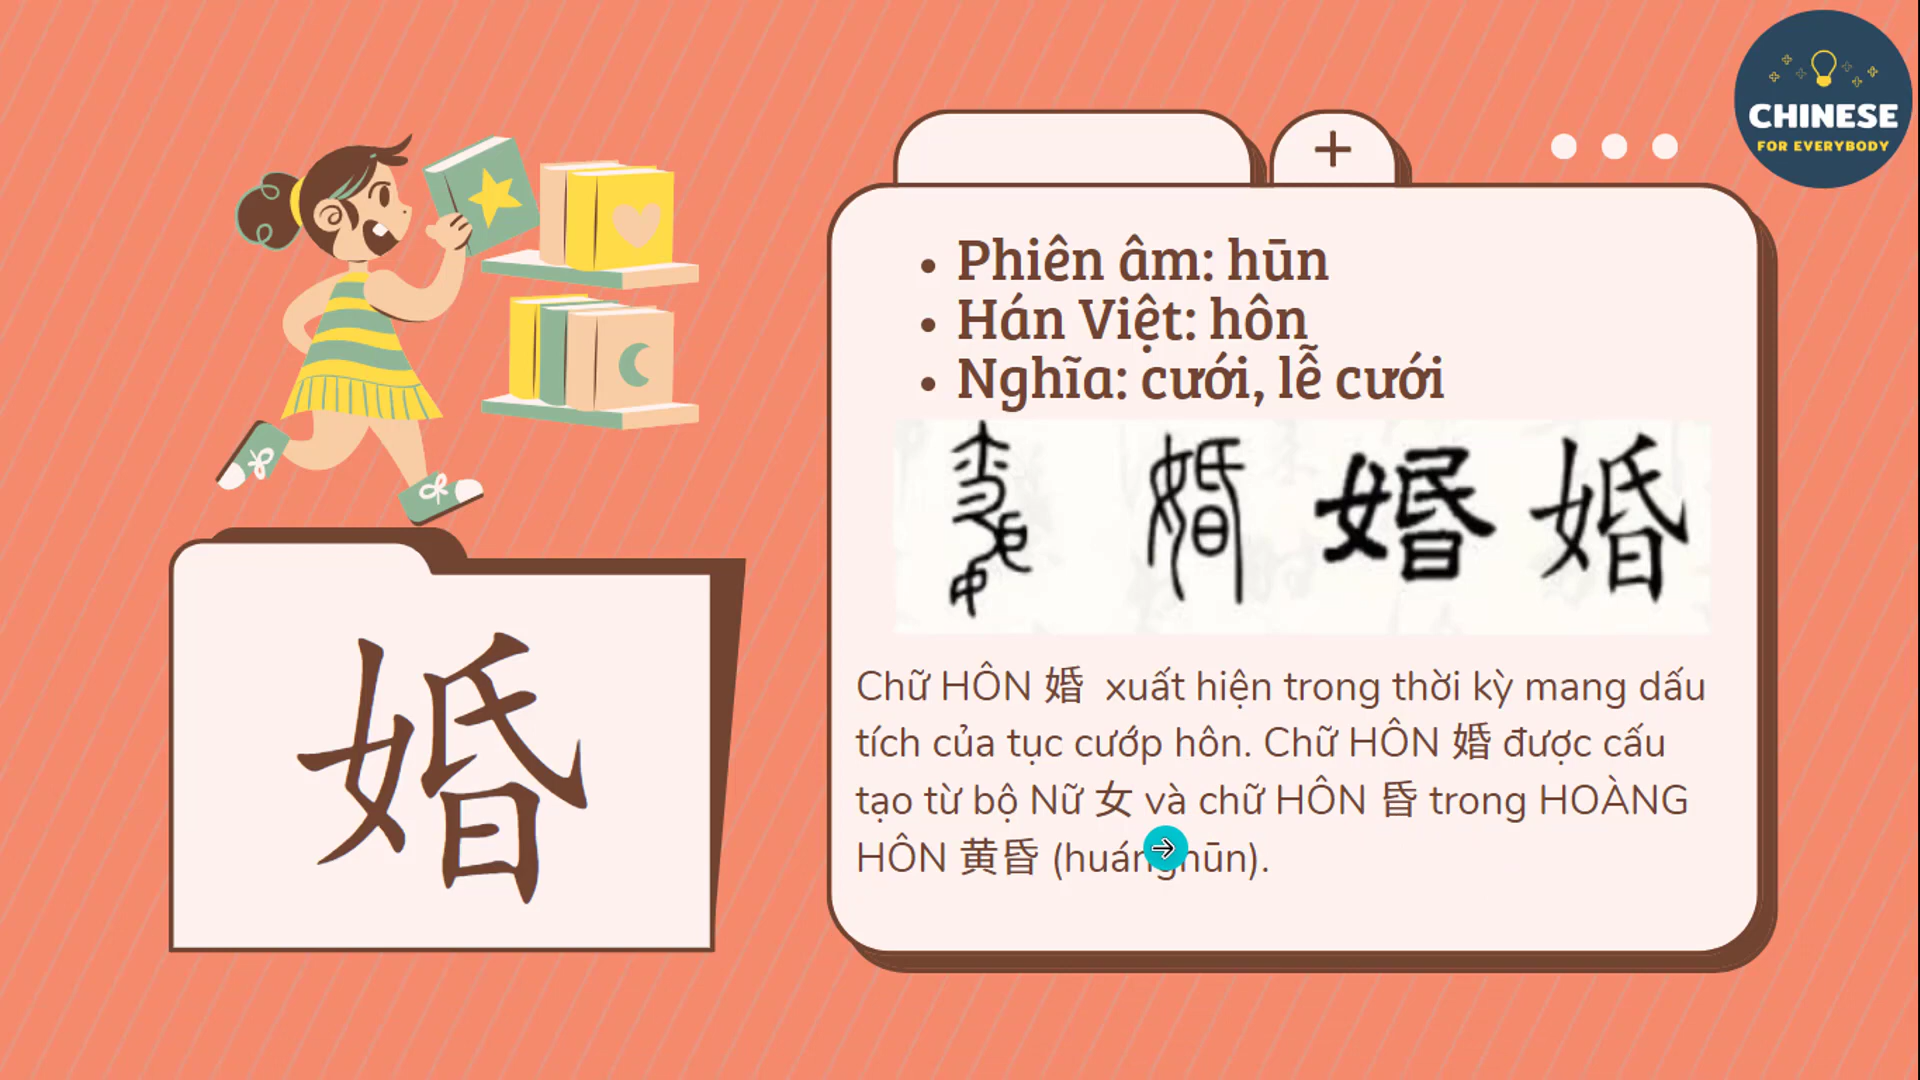 CHINESE
FOR EVERYBODY
+
• Phiên âm: hūn
• Hán Việt: hôn
• Nghĩa: cưới, lễ cưới
婚 婚 婚
Chữ HÔN 婚 xuất hiện trong thời kỳ mang dấu
tích của tục cướp hôn. Chữ HÔN 婚 được cấu
tạo từ bộ Nữ 女 và chữ HÔN 昏 trong HOÀNG
HÔN 黄昏 (huánghūn).
婚